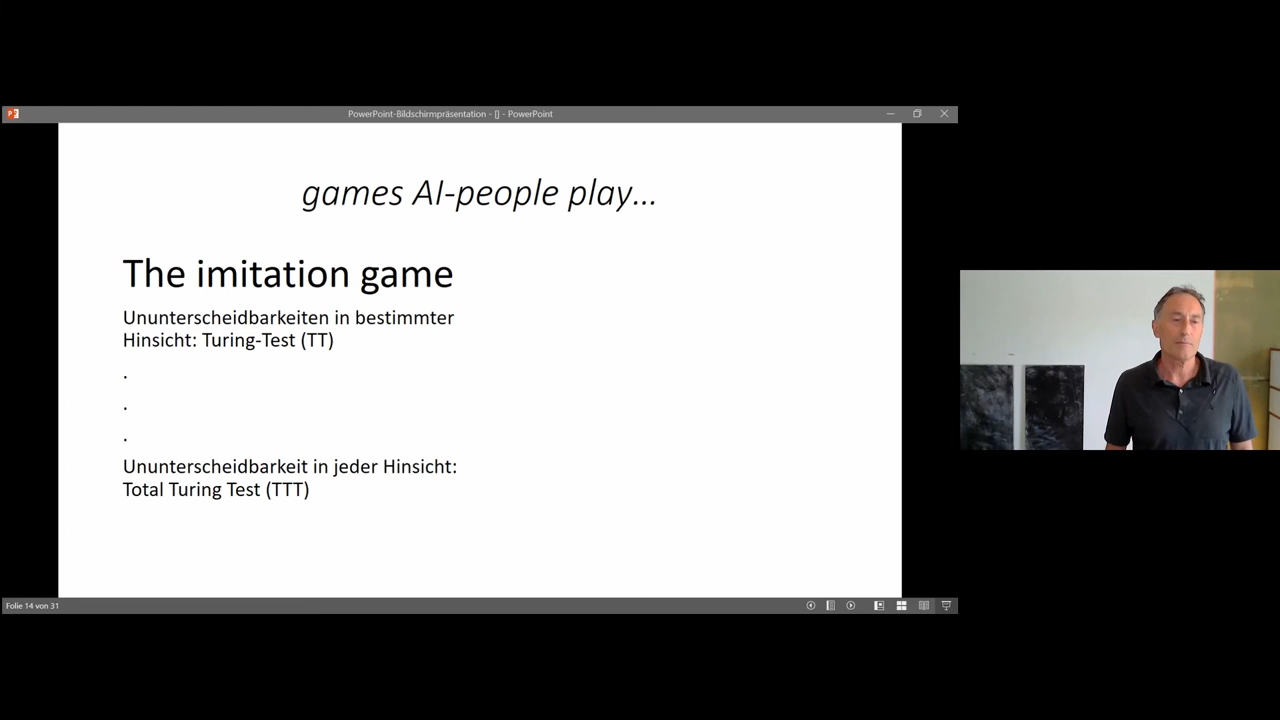 PowerPoint-Bildschirmpräsentation - [] - PowerPoint
games AI-people play...
The imitation game
Ununterscheidbarkeiten in bestimmter
Hinsicht: Turing-Test (TT)
.
.
.
Ununterscheidbarkeit in jeder Hinsicht:
Total Turing Test (TTT)
Folie 14 von 31